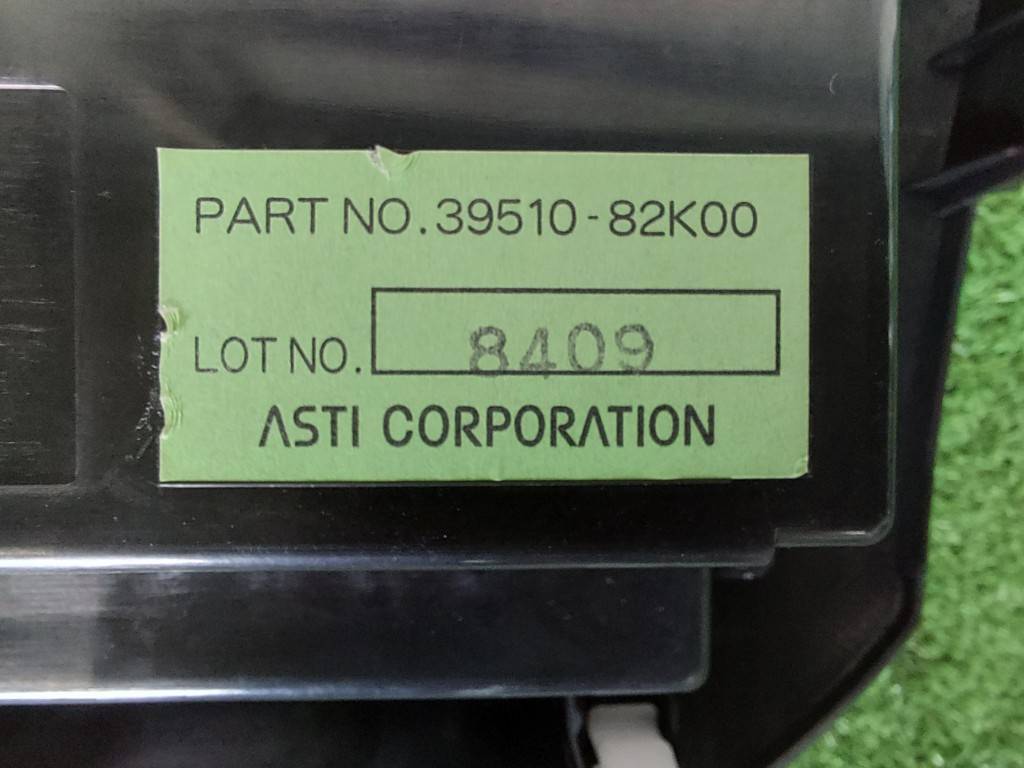 PART NO. 39510-82K00
LOT NO. 8409
ASTI CORPORATION